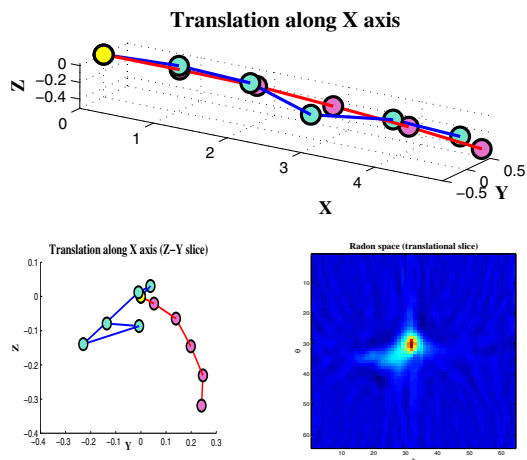 Translation along X axis
0
−0.2
−0.4
Z
0
1
2
3
4
X
−0.5
0
0.5
Y
Translation along X axis (Z−Y slice)
0.1
0
−0.1
−0.2
−0.3
−0.4
Z
−0.4 −0.3 −0.2 −0.1 0 0.1 0.2 0.3
Y
Radon space (translational slice)
10
20
30
40
50
60
θ
10 20 30 40 50 60